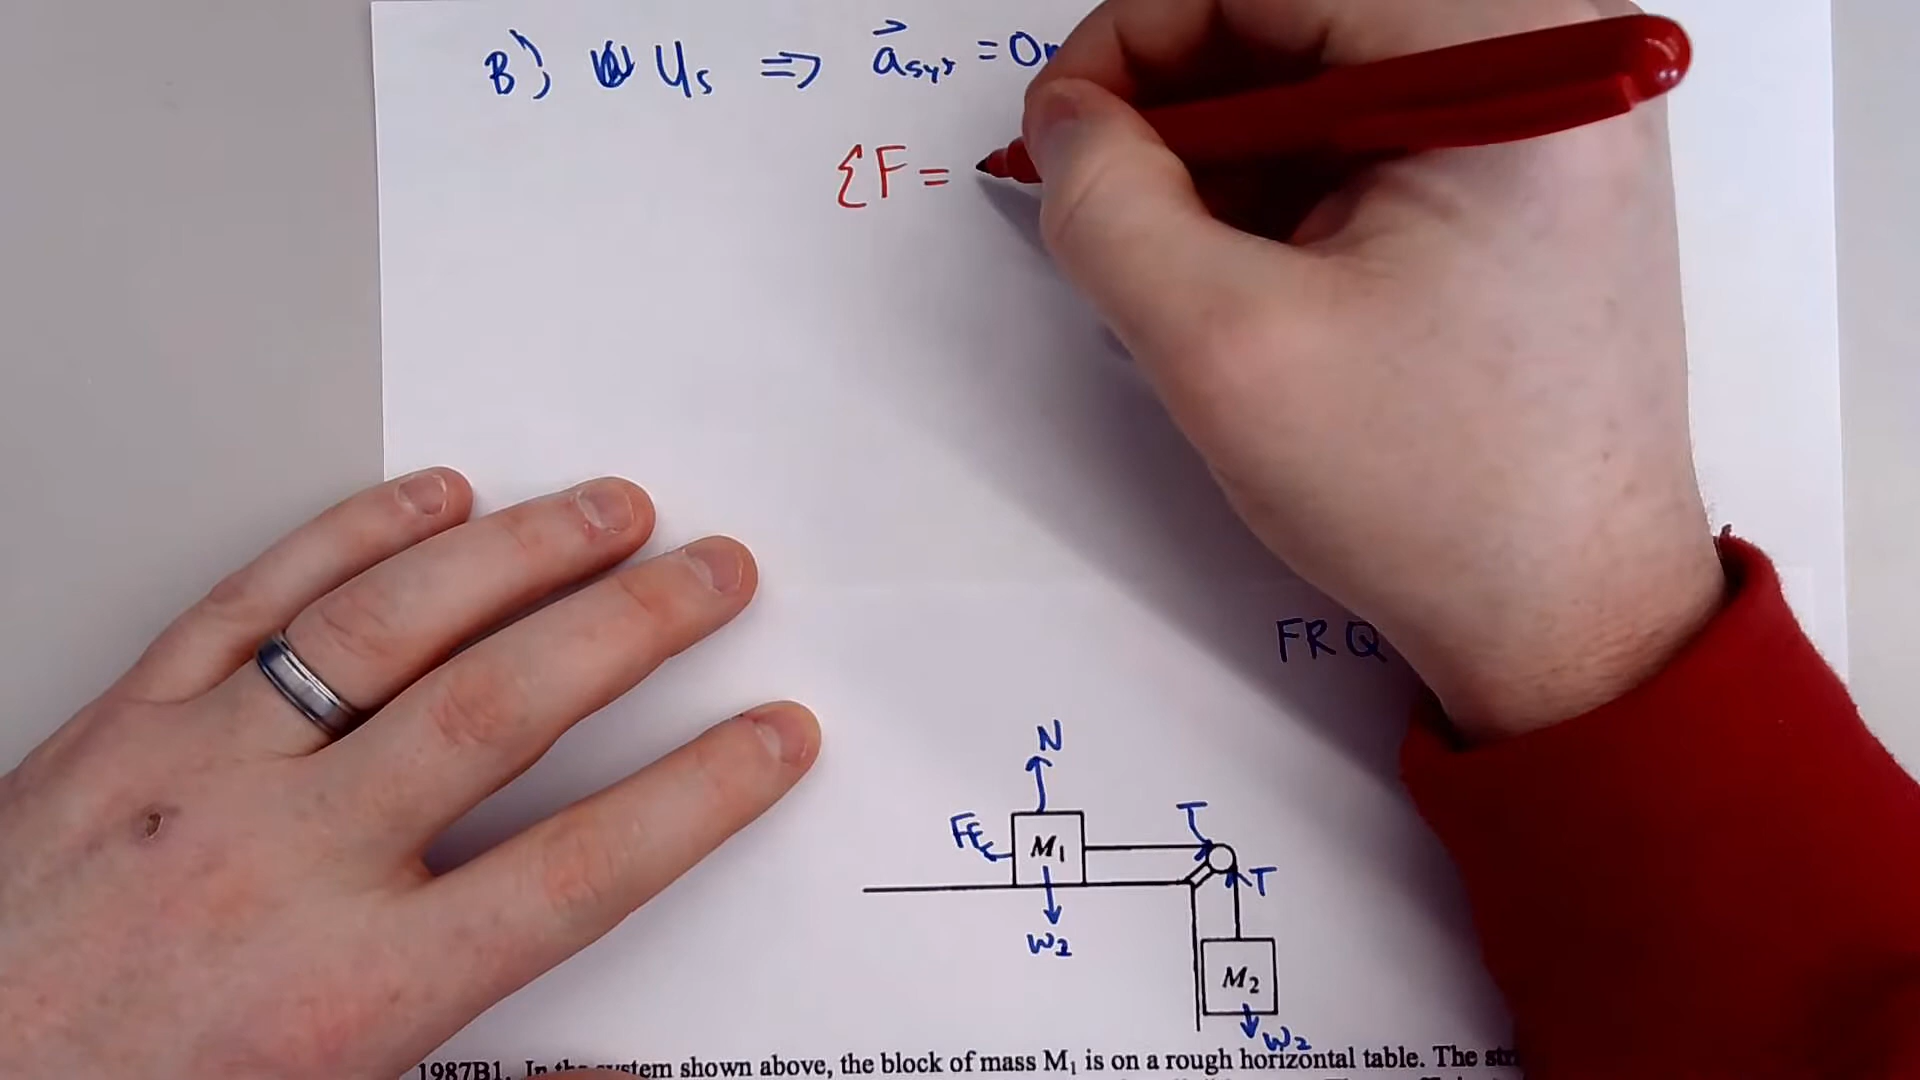 B) Us ⇒ a⃗sys = 0
ΣF =
FRQ
N
FF
M₁
T
T
W₂
M₂
W₂
1987B1. In the system shown above, the block of mass M₁ is on a rough horizontal table. The